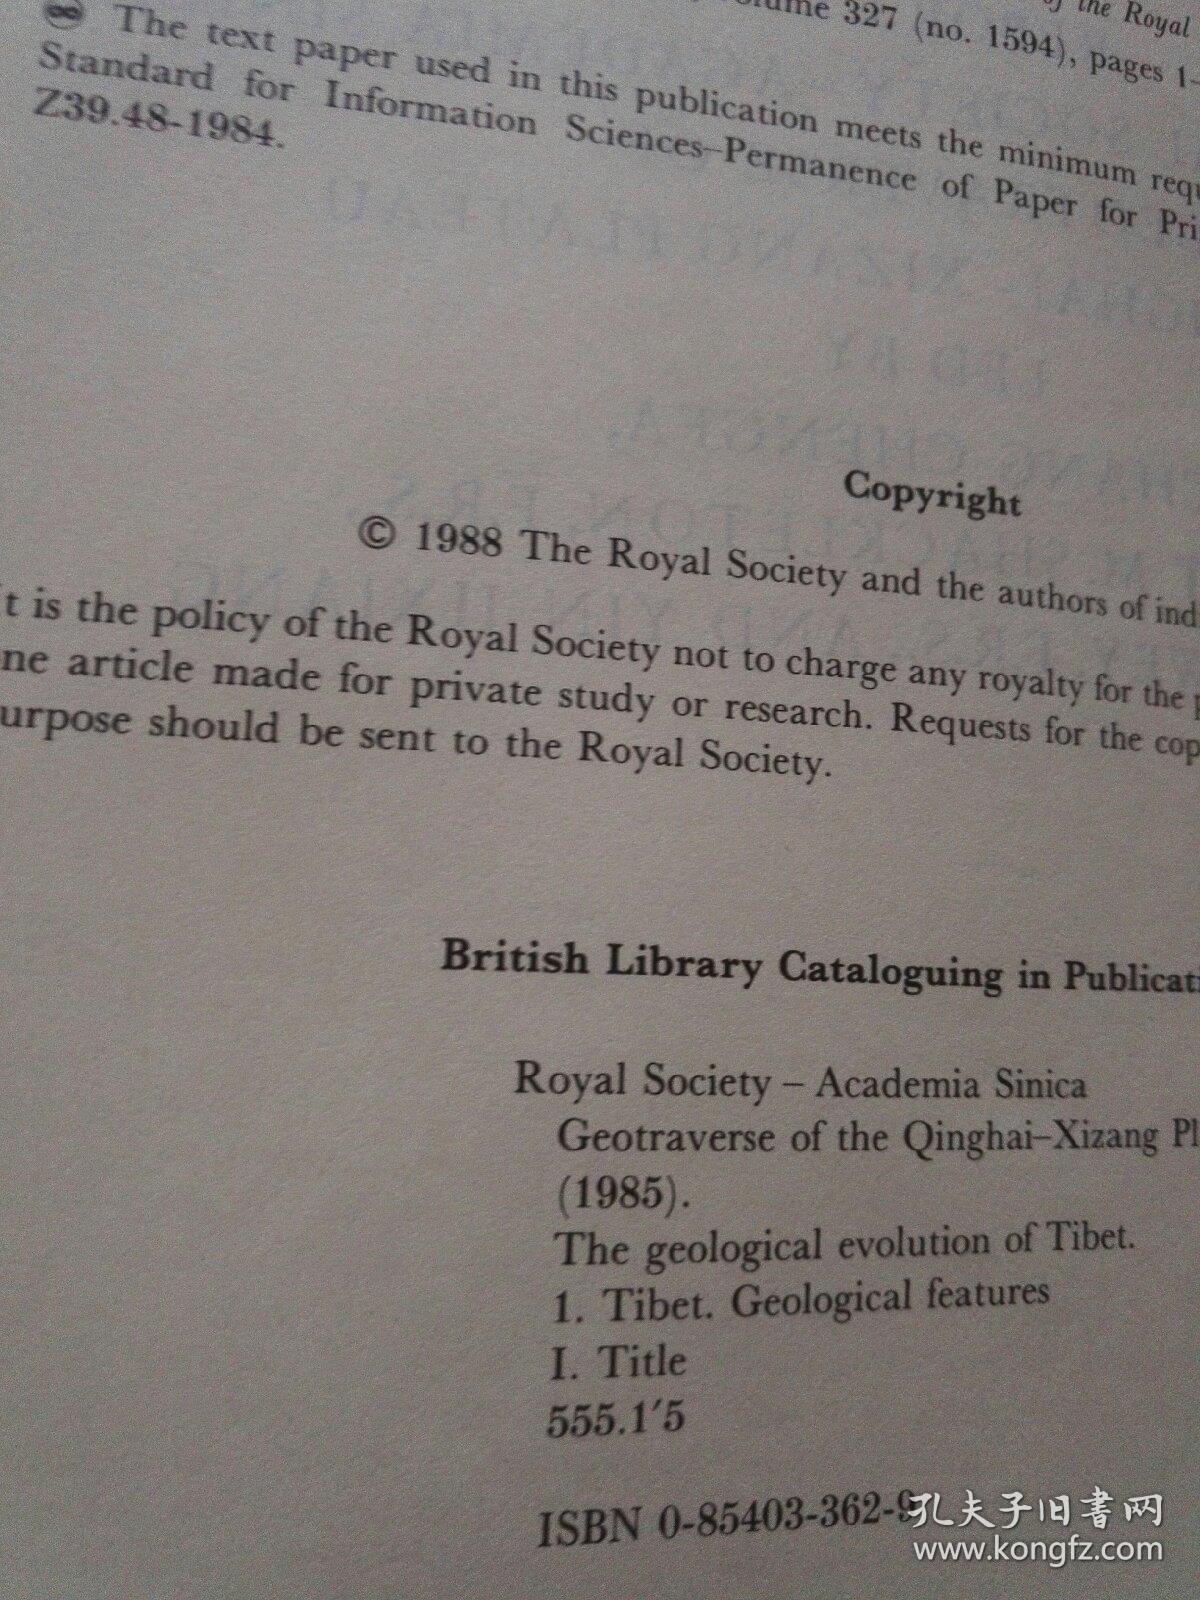 of the Royal
volume 327 (no. 1594), pages 1-
The text paper used in this publication meets the minimum requ
Standard for Information Sciences–Permanence of Paper for Pri
Z39.48-1984.
Copyright
© 1988 The Royal Society and the authors of ind
It is the policy of the Royal Society not to charge any royalty for the p
ne article made for private study or research. Requests for the cop
urpose should be sent to the Royal Society.
British Library Cataloguing in Publicati
Royal Society – Academia Sinica
Geotraverse of the Qinghai–Xizang Pl
(1985).
The geological evolution of Tibet.
1. Tibet. Geological features
I. Title
555.1′5
ISBN 0-85403-362-9
孔夫子旧书网
www.kongfz.com